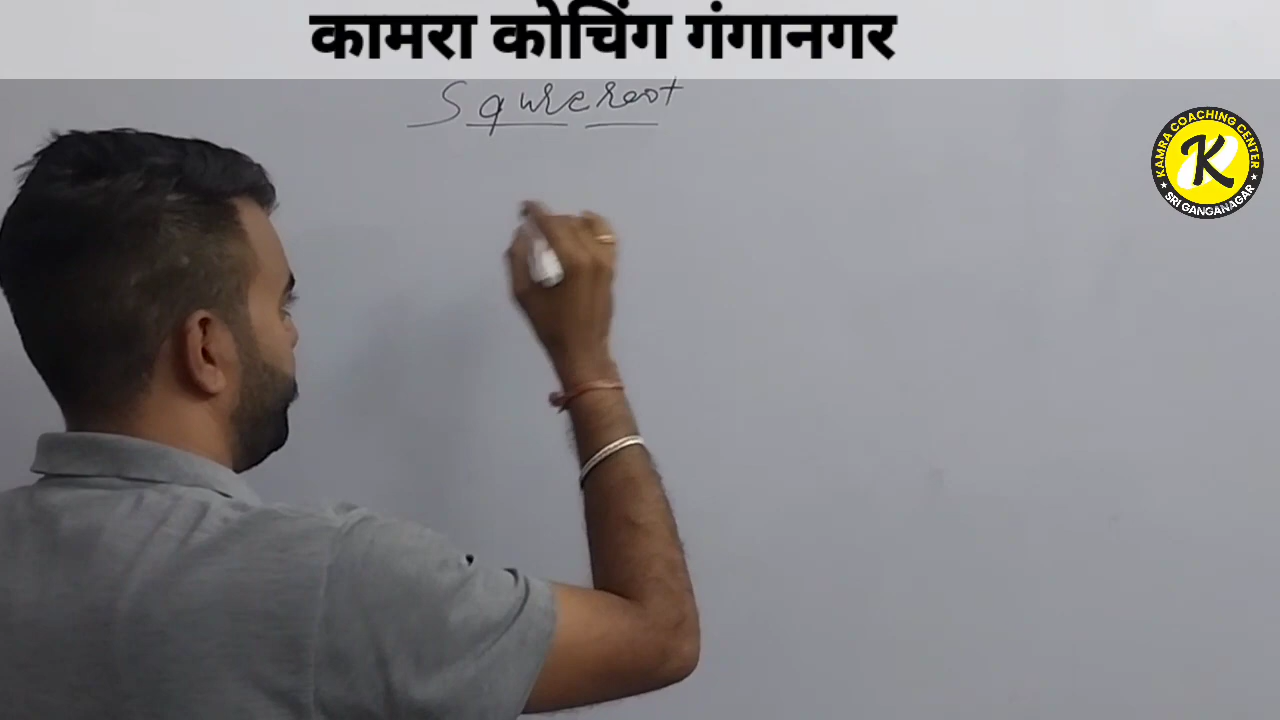 कामरा कोचिंग गंगानगर
Squre root
KAMRA COACHING CENTER
K
★ SRI GANGANAGAR ★